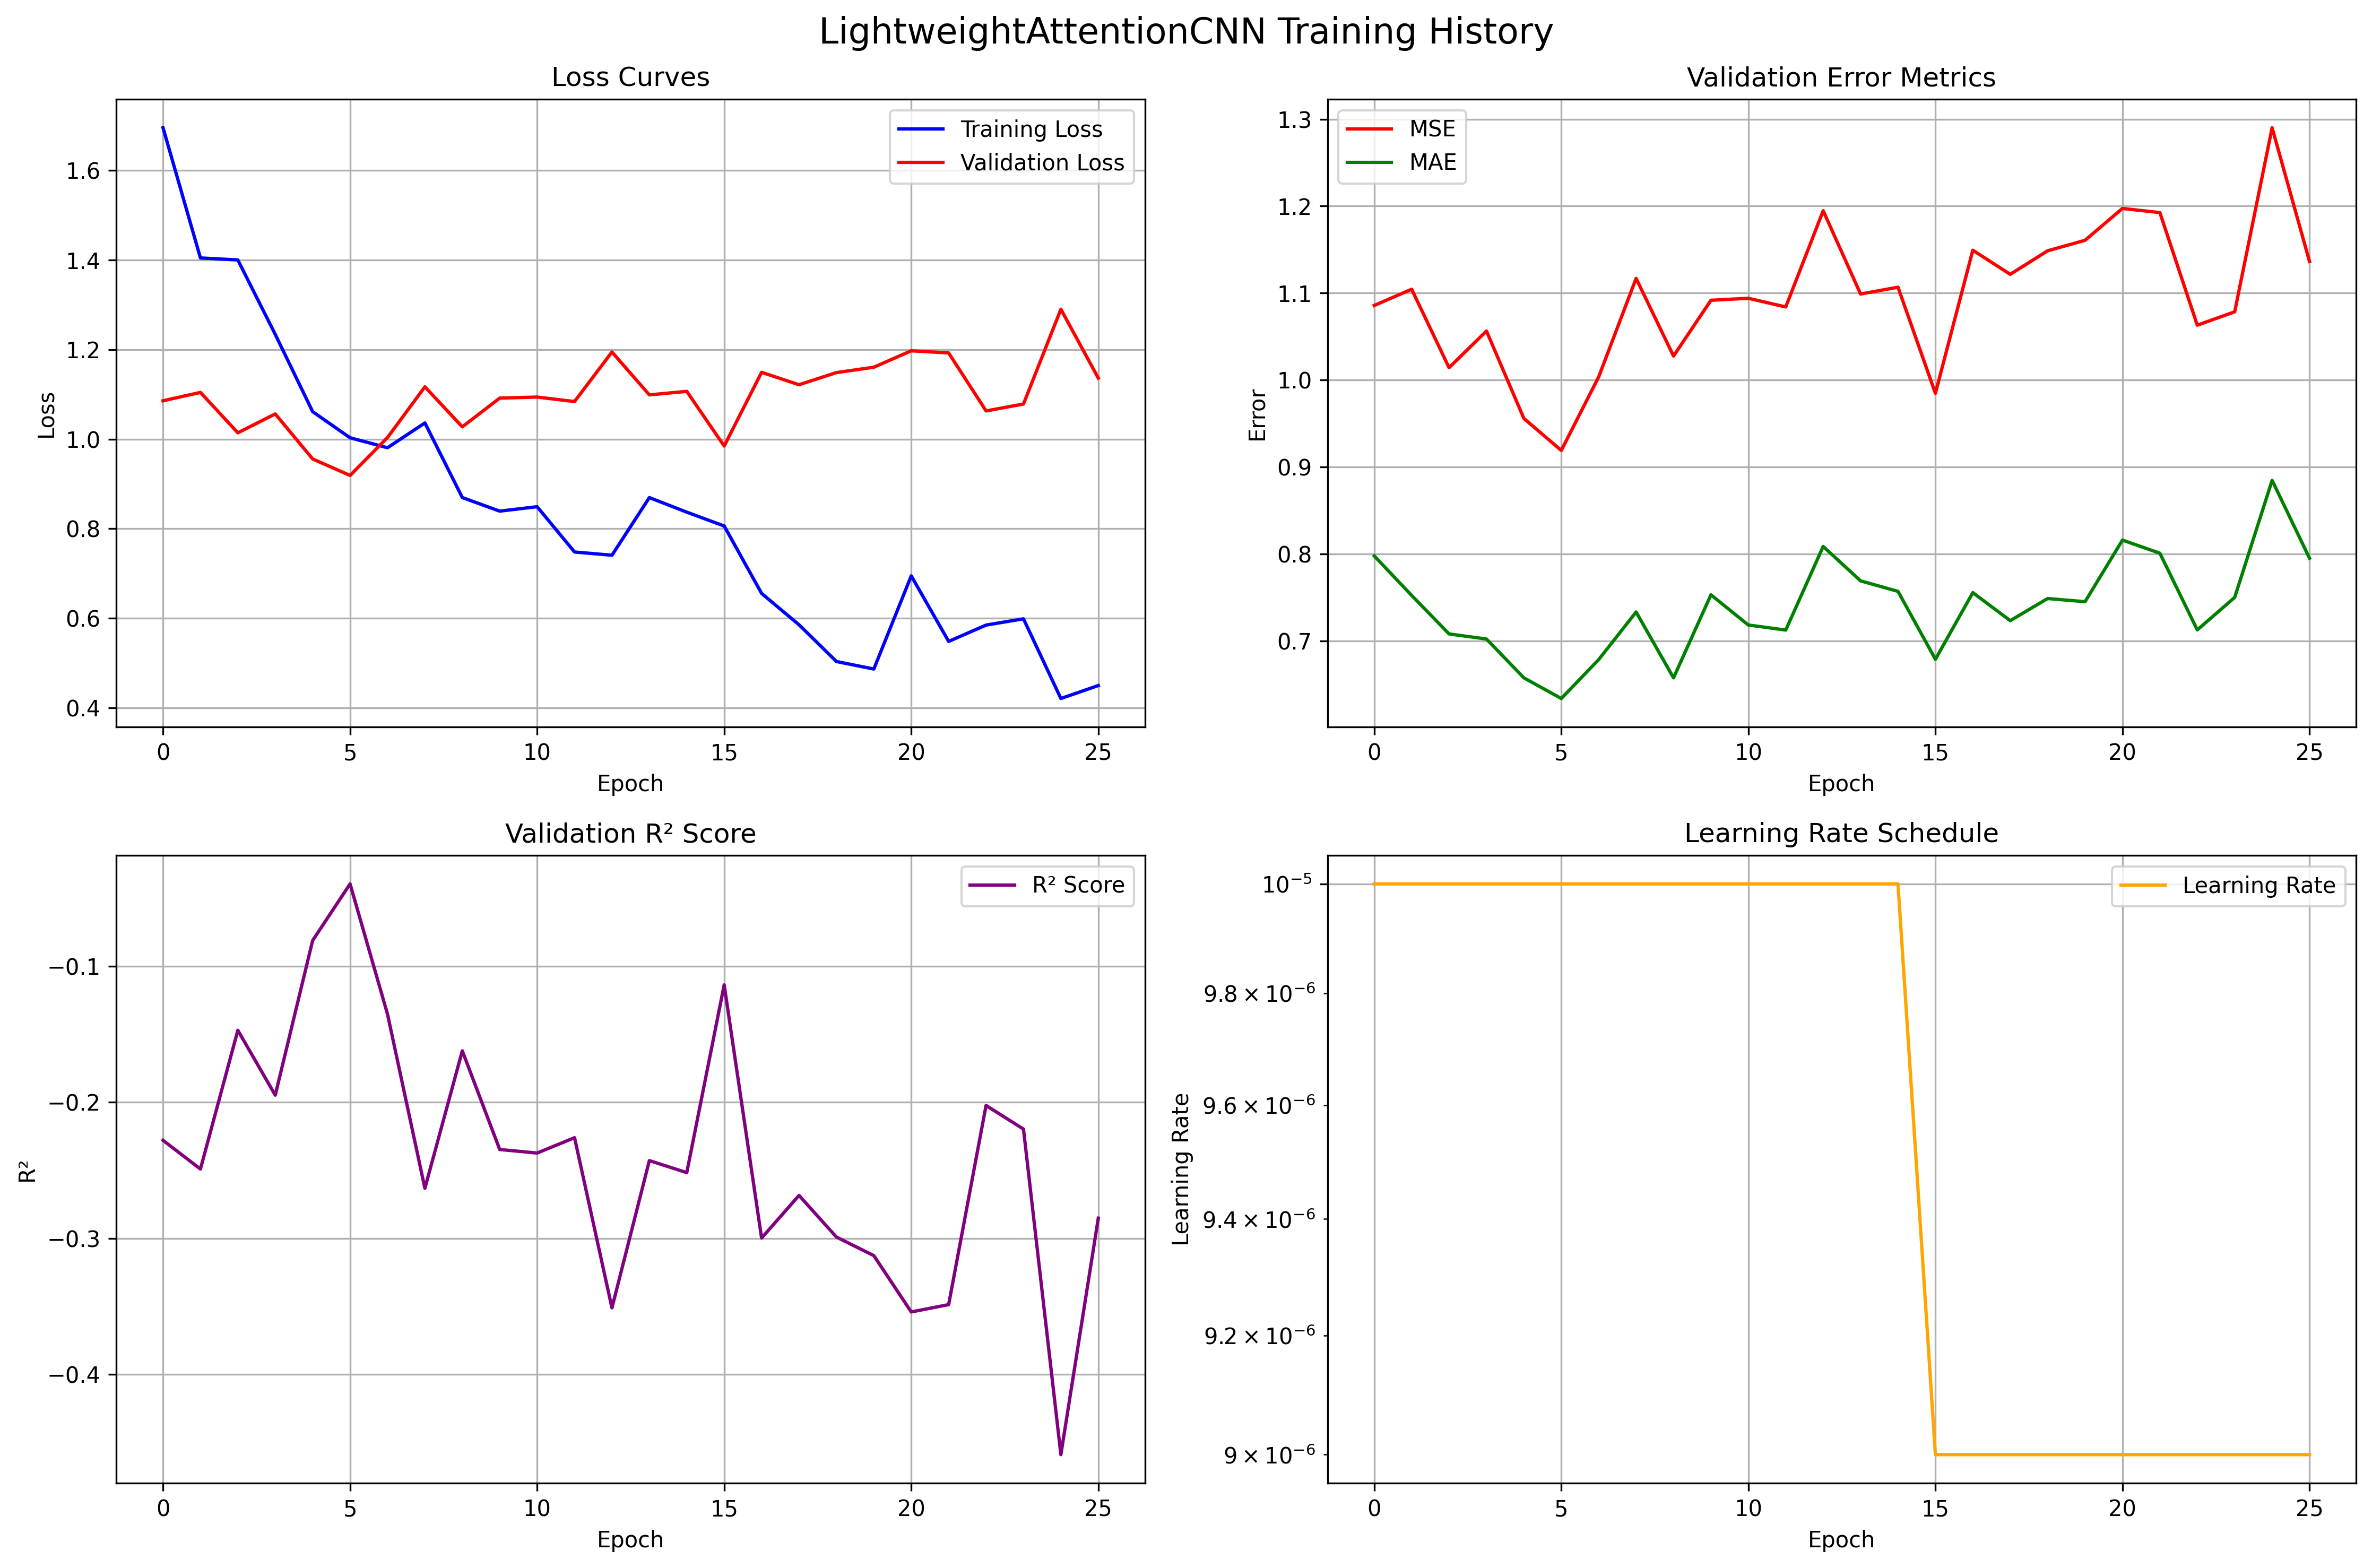 LightweightAttentionCNN Training History
Loss Curves
Training Loss
Validation Loss
1.6
1.4
1.2
1.0
0.8
0.6
0.4
Loss
0 5 10 15 20 25
Epoch
Validation Error Metrics
MSE
MAE
1.3
1.2
1.1
1.0
0.9
0.8
0.7
Error
0 5 10 15 20 25
Epoch
Validation R² Score
R² Score
−0.1
−0.2
−0.3
−0.4
R²
0 5 10 15 20 25
Epoch
Learning Rate Schedule
Learning Rate
10⁻⁵
9.8 × 10⁻⁶
9.6 × 10⁻⁶
9.4 × 10⁻⁶
9.2 × 10⁻⁶
9 × 10⁻⁶
Learning Rate
0 5 10 15 20 25
Epoch